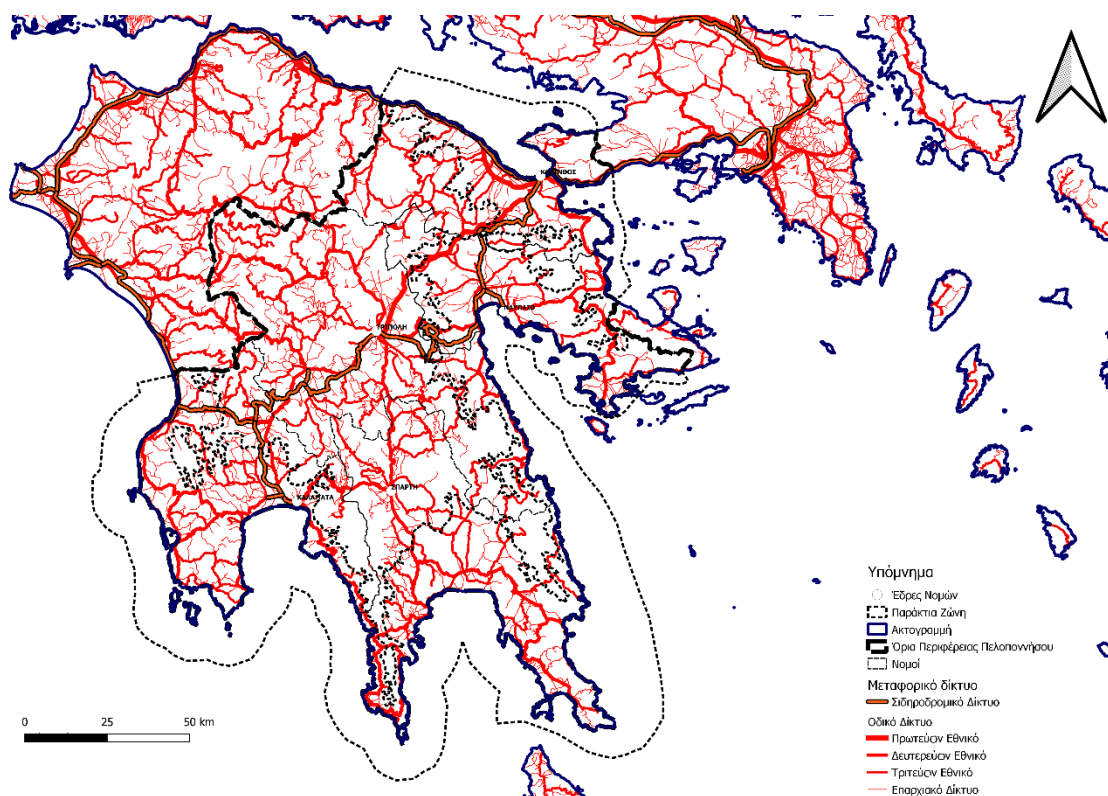 ΚΟΡΙΝΘΟΣ
ΤΡΙΠΟΛΗ
ΣΠΑΡΤΗ
ΚΑΛΑΜΑΤΑ
Υπόμνημα
Έδρες Νομών
Παράκτια Ζώνη
Ακτογραμμή
Όρια Περιφέρειας Πελοποννήσου
Νομοί
Μεταφορικό δίκτυο
Σιδηροδρομικό Δίκτυο
Οδικό Δίκτυο
Πρωτεύον Εθνικό
Δευτερεύον Εθνικό
Τριτεύον Εθνικό
Επαρχιακό Δίκτυο
0 25 50 km